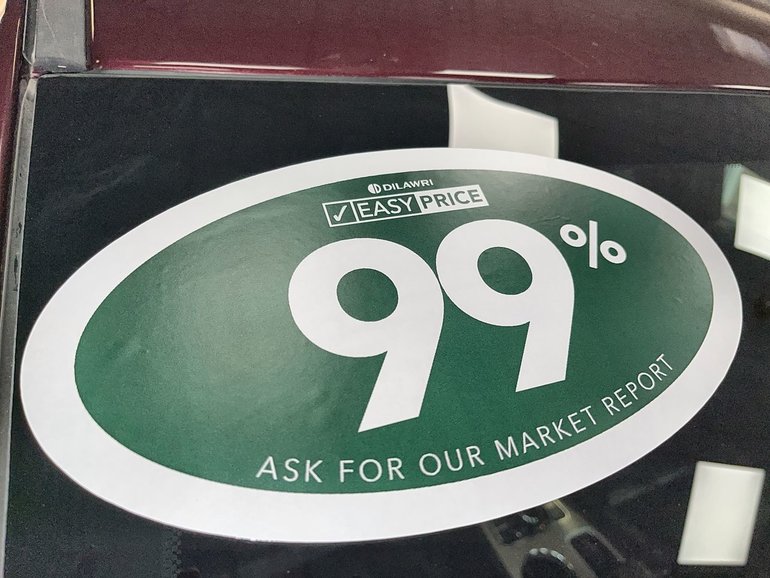 DILAWRI
✓ EASY PRICE
99%
ASK FOR OUR MARKET REPORT